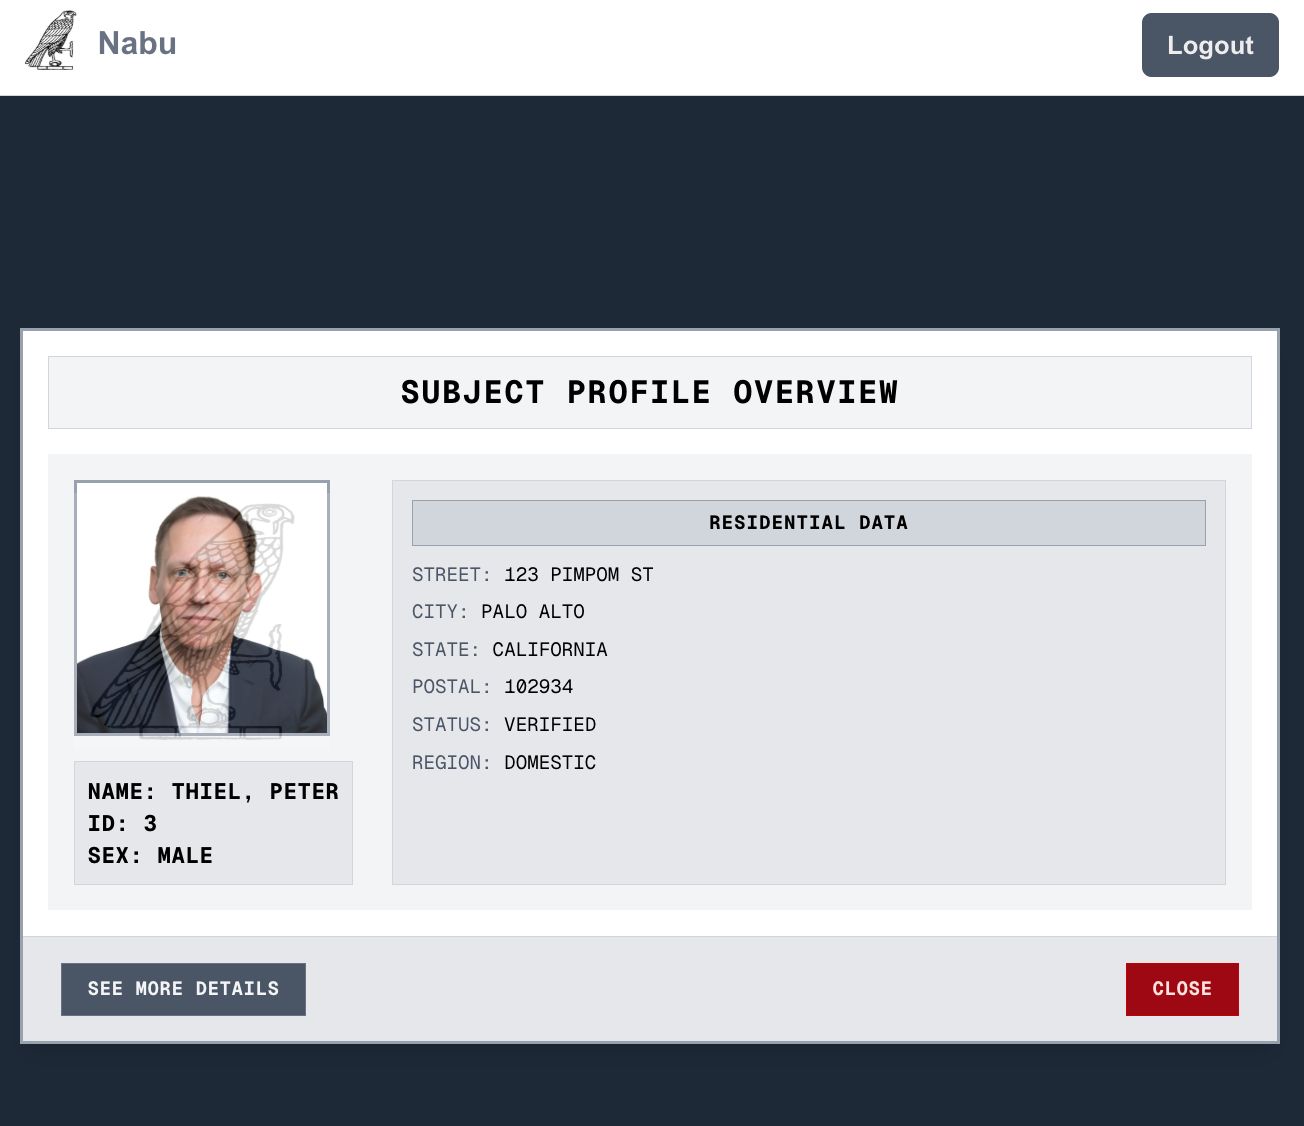 Nabu
Logout
SUBJECT PROFILE OVERVIEW
NAME: THIEL, PETER
ID: 3
SEX: MALE
RESIDENTIAL DATA
STREET: 123 PIMPOM ST
CITY: PALO ALTO
STATE: CALIFORNIA
POSTAL: 102934
STATUS: VERIFIED
REGION: DOMESTIC
SEE MORE DETAILS
CLOSE